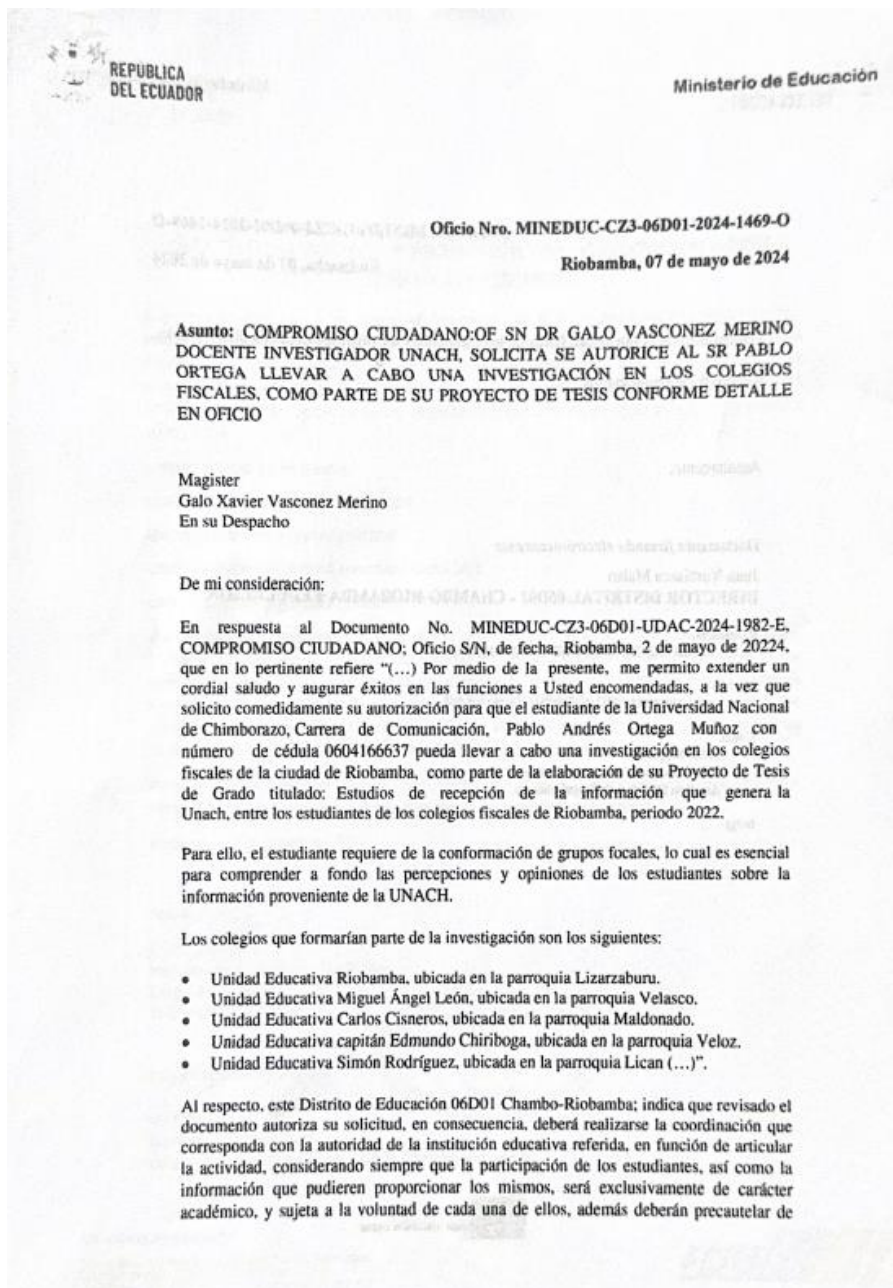 REPÚBLICA
DEL ECUADOR
Ministerio de Educación
Oficio Nro. MINEDUC-CZ3-06D01-2024-1469-O
Riobamba, 07 de mayo de 2024
Asunto: COMPROMISO CIUDADANO:OF SN DR GALO VASCONEZ MERINO
DOCENTE INVESTIGADOR UNACH, SOLICITA SE AUTORICE AL SR PABLO
ORTEGA LLEVAR A CABO UNA INVESTIGACIÓN EN LOS COLEGIOS
FISCALES, COMO PARTE DE SU PROYECTO DE TESIS CONFORME DETALLE
EN OFICIO
Magister
Galo Xavier Vasconez Merino
En su Despacho
De mi consideración:
En respuesta al Documento No. MINEDUC-CZ3-06D01-UDAC-2024-1982-E,
COMPROMISO CIUDADANO; Oficio S/N, de fecha, Riobamba, 2 de mayo de 20224,
que en lo pertinente refiere “(...) Por medio de la presente, me permito extender un
cordial saludo y augurar éxitos en las funciones a Usted encomendadas, a la vez que
solicito comedidamente su autorización para que el estudiante de la Universidad Nacional
de Chimborazo, Carrera de Comunicación, Pablo Andrés Ortega Muñoz con
número de cédula 0604166637 pueda llevar a cabo una investigación en los colegios
fiscales de la ciudad de Riobamba, como parte de la elaboración de su Proyecto de Tesis
de Grado titulado: Estudios de recepción de la información que genera la
Unach, entre los estudiantes de los colegios fiscales de Riobamba, periodo 2022.
Para ello, el estudiante requiere de la conformación de grupos focales, lo cual es esencial
para comprender a fondo las percepciones y opiniones de los estudiantes sobre la
información proveniente de la UNACH.
Los colegios que formarían parte de la investigación son los siguientes:
• Unidad Educativa Riobamba, ubicada en la parroquia Lizarzaburu.
• Unidad Educativa Miguel Ángel León, ubicada en la parroquia Velasco.
• Unidad Educativa Carlos Cisneros, ubicada en la parroquia Maldonado.
• Unidad Educativa capitán Edmundo Chiriboga, ubicada en la parroquia Veloz.
• Unidad Educativa Simón Rodríguez, ubicada en la parroquia Lican (...)”.
Al respecto, este Distrito de Educación 06D01 Chambo-Riobamba; indica que revisado el
documento autoriza su solicitud, en consecuencia, deberá realizarse la coordinación que
corresponda con la autoridad de la institución educativa referida, en función de articular
la actividad, considerando siempre que la participación de los estudiantes, así como la
información que pudieren proporcionar los mismos, será exclusivamente de carácter
académico, y sujeta a la voluntad de cada una de ellos, además deberán precautelar de